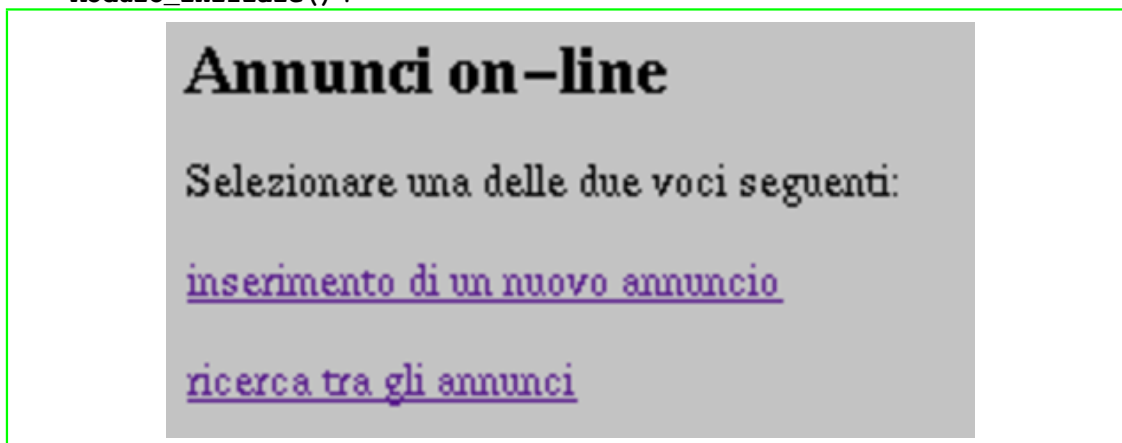 Annunci on-line
Selezionare una delle due voci seguenti:
inserimento di un nuovo annuncio
ricerca tra gli annunci